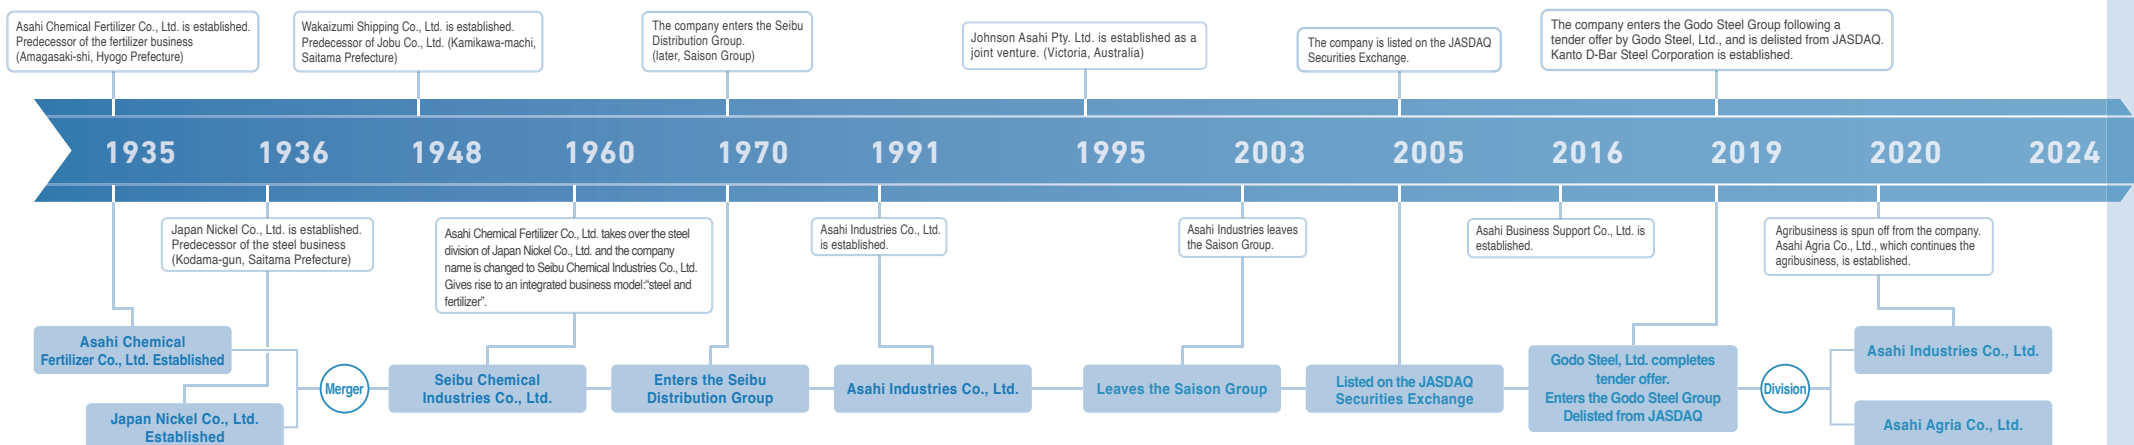 Asahi Chemical Fertilizer Co., Ltd. is established.
Predecessor of the fertilizer business
(Amagasaki-shi, Hyogo Prefecture)
Wakaizumi Shipping Co., Ltd. is established.
Predecessor of Jobu Co., Ltd. (Kamikawa-machi,
Saitama Prefecture)
The company enters the Seibu
Distribution Group.
(later, Saison Group)
Johnson Asahi Pty. Ltd. is established as a
joint venture. (Victoria, Australia)
The company is listed on the JASDAQ
Securities Exchange.
The company enters the Godo Steel Group following a
tender offer by Godo Steel, Ltd., and is delisted from JASDAQ.
Kanto D-Bar Steel Corporation is established.
1935 1936 1948 1960 1970 1991 1995 2003 2005 2016 2019 2020 2024
Japan Nickel Co., Ltd. is established.
Predecessor of the steel business
(Kodama-gun, Saitama Prefecture)
Asahi Chemical Fertilizer Co., Ltd. takes over the steel
division of Japan Nickel Co., Ltd. and the company
name is changed to Seibu Chemical Industries Co., Ltd.
Gives rise to an integrated business model:“steel and
fertilizer”.
Asahi Industries Co., Ltd.
is established.
Asahi Industries leaves
the Saison Group.
Asahi Business Support Co., Ltd. is
established.
Agribusiness is spun off from the company.
Asahi Agria Co., Ltd., which continues the
agribusiness, is established.
Asahi Chemical
Fertilizer Co., Ltd. Established
Japan Nickel Co., Ltd.
Established
Merger
Seibu Chemical
Industries Co., Ltd.
Enters the Seibu
Distribution Group
Asahi Industries Co., Ltd.
Leaves the Saison Group
Listed on the JASDAQ
Securities Exchange
Godo Steel, Ltd. completes
tender offer.
Enters the Godo Steel Group
Delisted from JASDAQ
Division
Asahi Industries Co., Ltd.
Asahi Agria Co., Ltd.